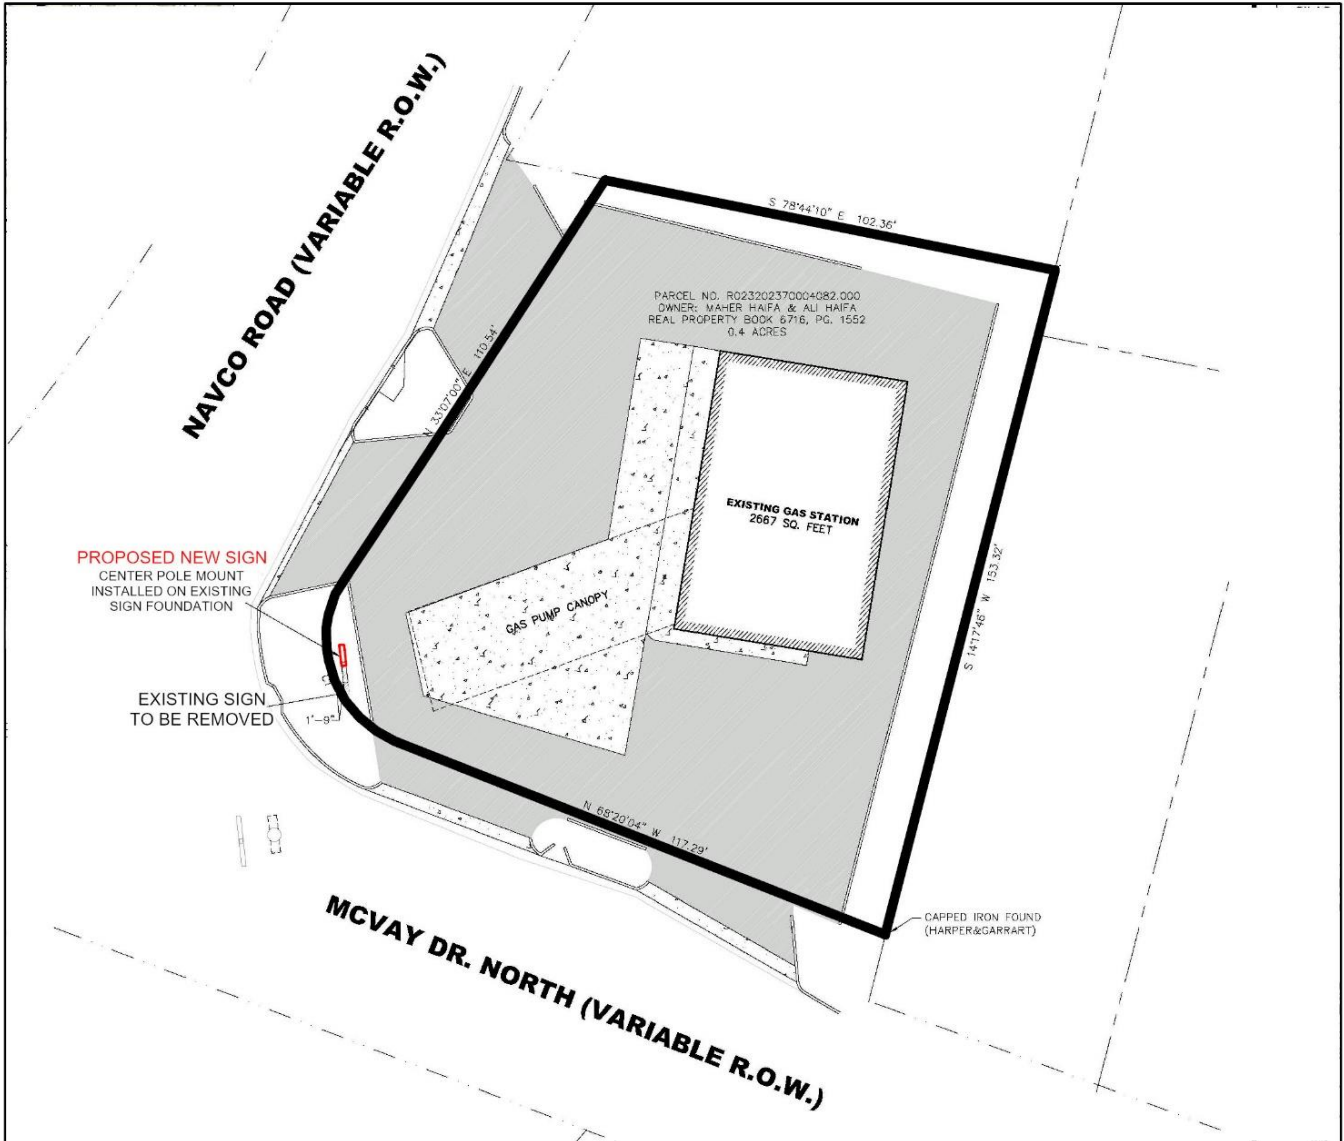 NAVCO ROAD (VARIABLE R.O.W.)
S 78°44'10" E 102.36'
PARCEL NO. R023202370004082.000
OWNER: MAHER HAIFA & ALI HAIFA
REAL PROPERTY BOOK 6716, PG. 1552
0.4 ACRES
N 33°07'00" E 110.54'
EXISTING GAS STATION
2667 SQ. FEET
PROPOSED NEW SIGN
CENTER POLE MOUNT
INSTALLED ON EXISTING
SIGN FOUNDATION
GAS PUMP CANOPY
S 14°17'46" W 153.32'
EXISTING SIGN
TO BE REMOVED
1'-9"
N 68°20'04" W 117.29'
CAPPED IRON FOUND
(HARPER&GARRART)
MCVAY DR. NORTH (VARIABLE R.O.W.)